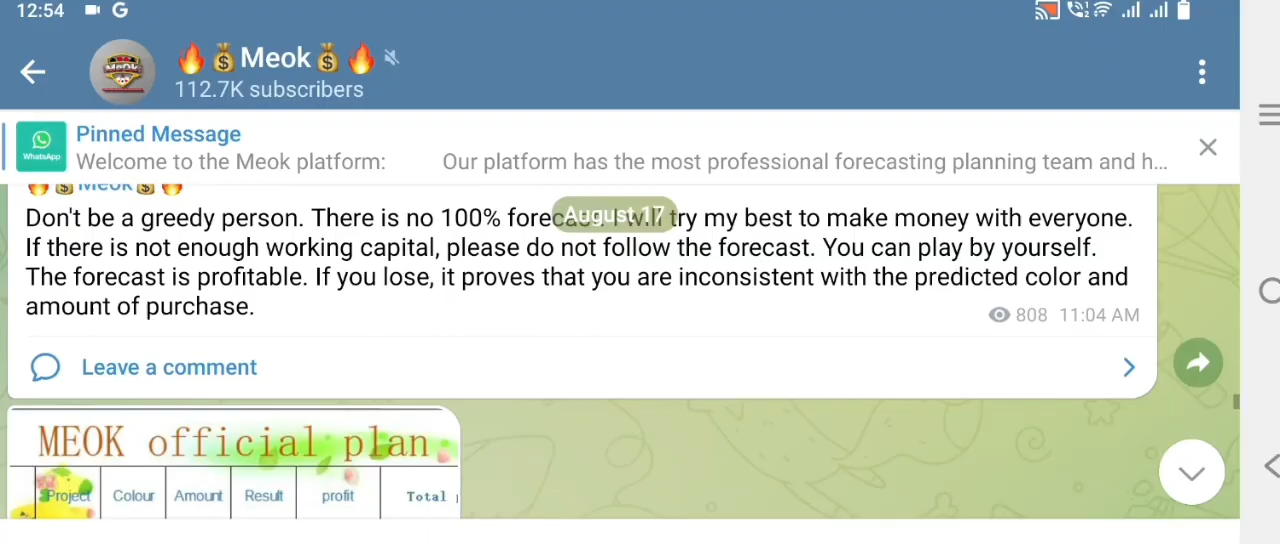 12:54 G
🔥💰Meok💰🔥
112.7K subscribers
Pinned Message
WhatsApp
Welcome to the Meok platform: Our platform has the most professional forecasting planning team and h...
🔥💰Meok💰🔥
August 17
Don't be a greedy person. There is no 100% I will try my best to make money with everyone.
If there is not enough working capital, please do not follow the forecast. You can play by yourself.
The forecast is profitable. If you lose, it proves that you are inconsistent with the predicted color and
amount of purchase.
808 11:04 AM
Leave a comment
MEOK official plan
Project Colour Amount Result profit Total